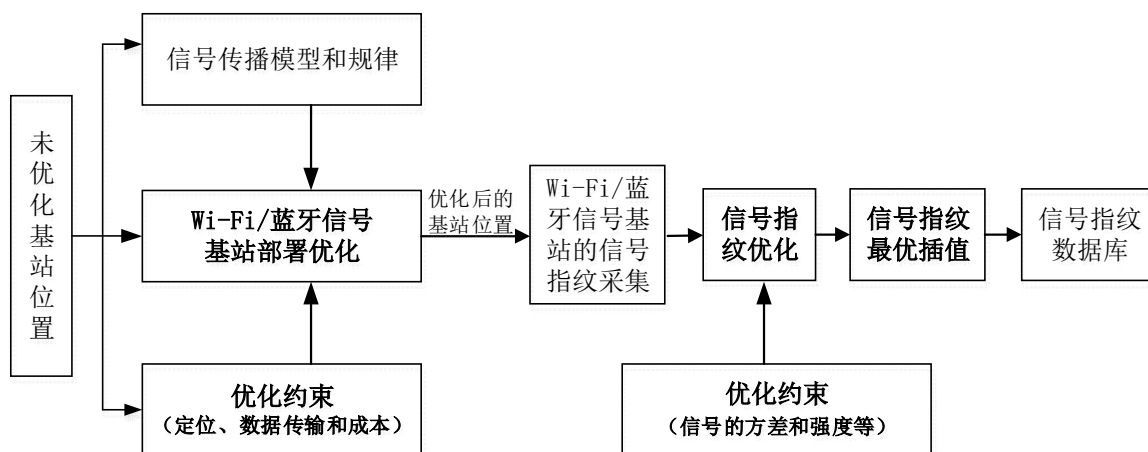 未
优
化
基
站
位
置
信号传播模型和规律
Wi-Fi/蓝牙信号
基站部署优化
优化约束
（定位、数据传输和成本）
优化后的
基站位置
Wi-Fi/蓝
牙信号基
站的信号
指纹采集
信号指
纹优化
优化约束
（信号的方差和强度等）
信号指纹
最优插值
信号指纹
数据库